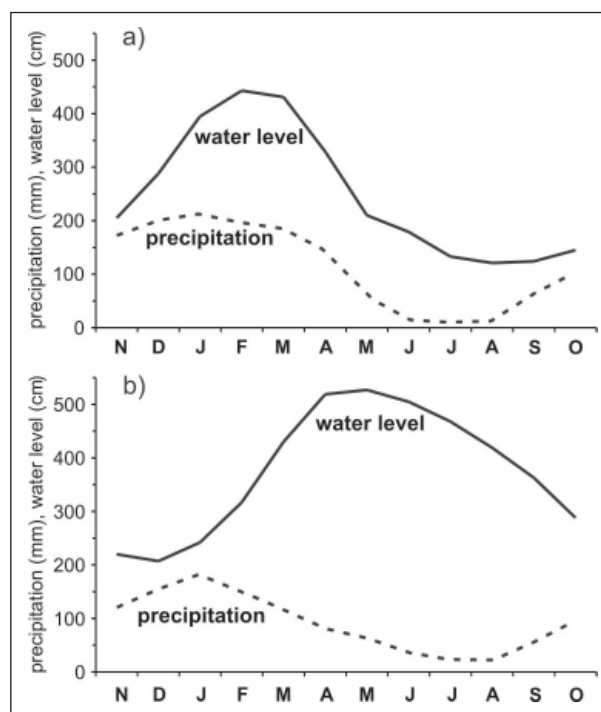 a)
precipitation (mm), water level (cm)
500
400
300
200
100
0
water level
precipitation
N D J F M A M J J A S O
b)
precipitation (mm), water level (cm)
500
400
300
200
100
0
water level
precipitation
N D J F M A M J J A S O